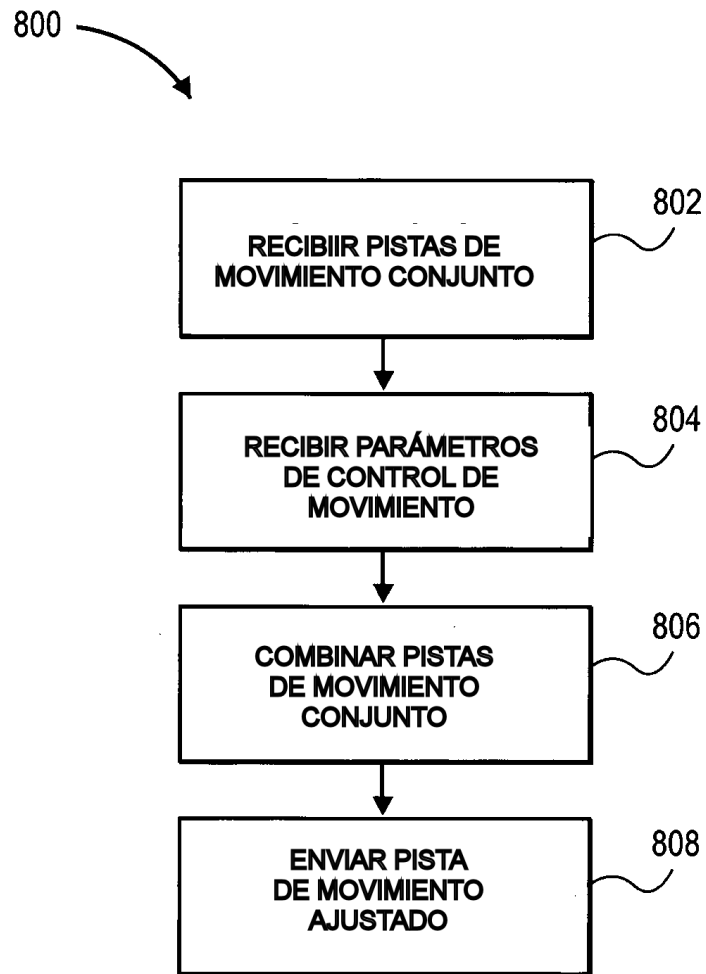 800
802
RECIBIIR PISTAS DE
MOVIMIENTO CONJUNTO
804
RECIBIR PARÁMETROS
DE CONTROL DE
MOVIMIENTO
806
COMBINAR PISTAS
DE MOVIMIENTO
CONJUNTO
808
ENVIAR PISTA
DE MOVIMIENTO
AJUSTADO